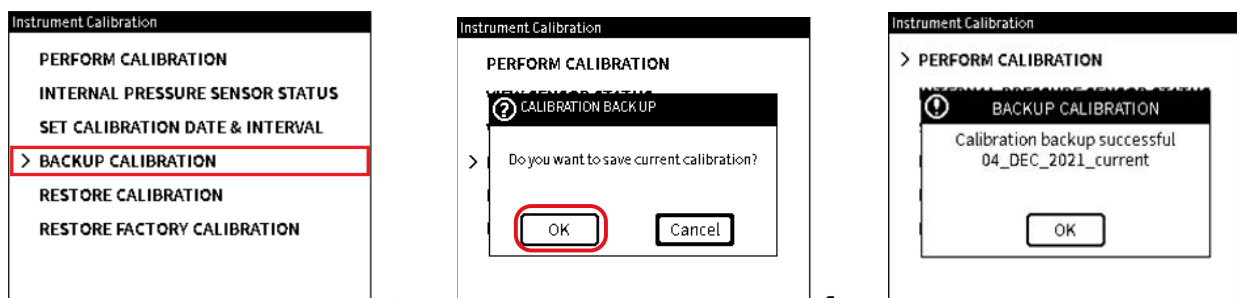 Instrument Calibration
PERFORM CALIBRATION
INTERNAL PRESSURE SENSOR STATUS
SET CALIBRATION DATE & INTERVAL
> BACKUP CALIBRATION
RESTORE CALIBRATION
RESTORE FACTORY CALIBRATION
Instrument Calibration
PERFORM CALIBRATION
CALIBRATION BACK UP
Do you want to save current calibration?
OK Cancel
Instrument Calibration
> PERFORM CALIBRATION
BACKUP CALIBRATION
Calibration backup successful
04_DEC_2021_current
OK